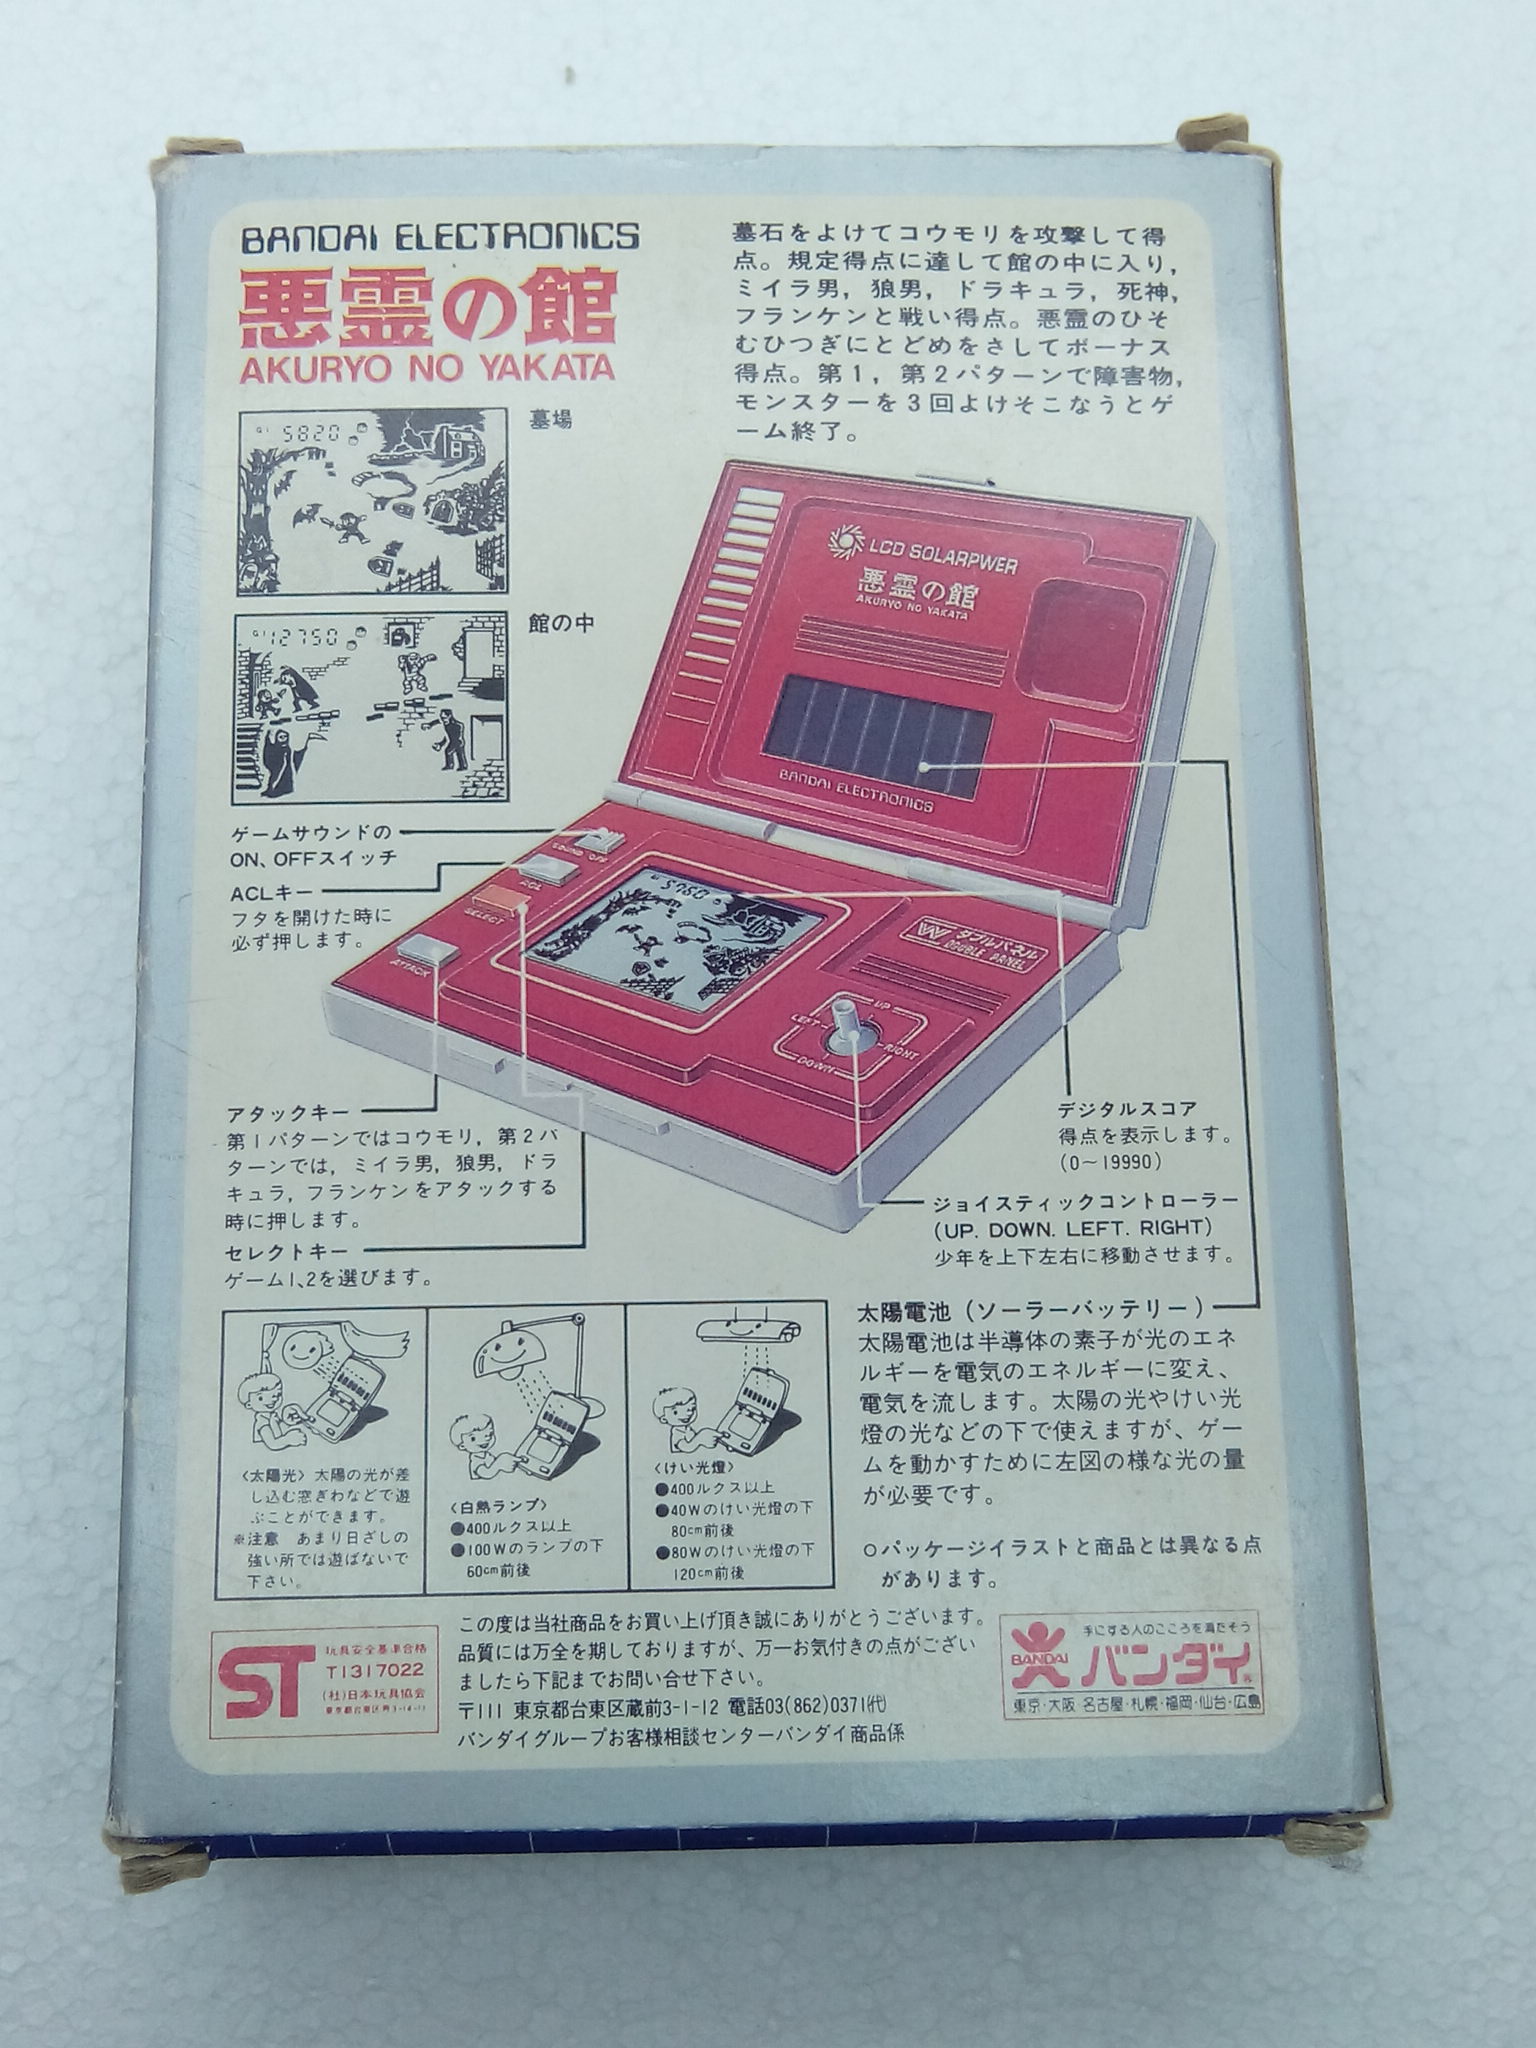 BANDAI ELECTRONICS
悪霊の館
AKURYO NO YAKATA
墓石をよけてコウモリを攻撃して得
点。規定得点に達して館の中に入り,
ミイラ男, 狼男, ドラキュラ, 死神,
フランケンと戦い得点。悪霊のひそ
むひつぎにとどめをさしてボーナス
得点。第1, 第2パターンで障害物,
モンスターを3回よけそこなうとゲ
ーム終了。
5820
墓場
12750
館の中
LCD SOLARPWER
悪霊の館
AKURYO NO YAKATA
BANDAI ELECTRONICS
SOUND OFF
ACL
SELECT
ATTACK
5760
W ダブルパネル
DOUBLE PANEL
UP
LEFT
RIGHT
DOWN
ゲームサウンドの
ON、OFFスイッチ
ACLキー
フタを開けた時に
必ず押します。
アタックキー
第1パターンではコウモリ, 第2パ
ターンでは, ミイラ男, 狼男, ドラ
キュラ, フランケンをアタックする
時に押します。
セレクトキー
ゲーム1、2を選びます。
デジタルスコア
得点を表示します。
(0〜19990)
ジョイスティックコントローラー
(UP. DOWN. LEFT. RIGHT)
少年を上下左右に移動させます。
太陽電池(ソーラーバッテリー)
太陽電池は半導体の素子が光のエネ
ルギーを電気のエネルギーに変え、
電気を流します。太陽の光やけい光
燈の光などの下で使えますが、ゲー
ムを動かすために左図の様な光の量
が必要です。
○パッケージイラストと商品とは異なる点
があります。
〈太陽光〉太陽の光が差
し込む窓ぎわなどで遊
ぶことができます。
※注意 あまり日ざしの
強い所では遊ばないで
下さい。
〈白熱ランプ〉
●400ルクス以上
●100Wのランプの下
60cm前後
〈けい光燈〉
●400ルクス以上
●40Wのけい光燈の下
80cm前後
●80Wのけい光燈の下
120cm前後
ST
玩具安全基準合格
T1317022
(社)日本玩具協会
この度は当社商品をお買い上げ頂き誠にありがとうございます。
品質には万全を期しておりますが、万一お気付きの点がござい
ましたら下記までお問い合せ下さい。
〒111 東京都台東区蔵前3-1-12 電話03(862)0371㈹
バンダイグループお客様相談センターバンダイ商品係
手にする人のこころを満たそう
BANDAI バンダイ®
東京・大阪 名古屋・札幌・福岡・仙台・広島